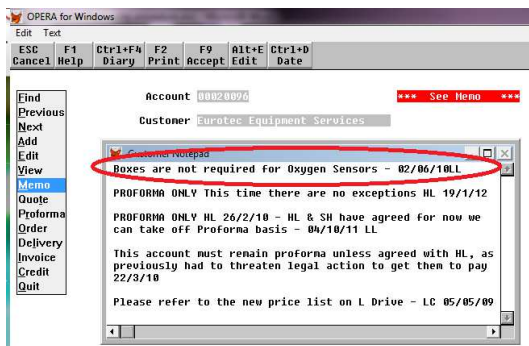 OPERA for Windows
Edit Text
ESC F1 Ctrl+F4 F2 F9 Alt+E Ctrl+D
Cancel Help Diary Print Accept Edit Date
Find
Previous
Next
Add
Edit
View
Memo
Quote
Proforma
Order
Delivery
Invoice
Credit
Quit
Account 00020096
*** See Memo ***
Customer Eurotec Equipment Services
Customer Notepad
Boxes are not required for Oxygen Sensors - 02/06/10LL
PROFORMA ONLY This time there are no exceptions HL 19/1/12
PROFORMA ONLY HL 26/2/10 - HL & SH have agreed for now we
can take off Proforma basis - 04/10/11 LL
This account must remain proforma unless agreed with HL, as
previously had to threaten legal action to get them to pay
22/3/10
Please refer to the new price list on L Drive - LC 05/05/09